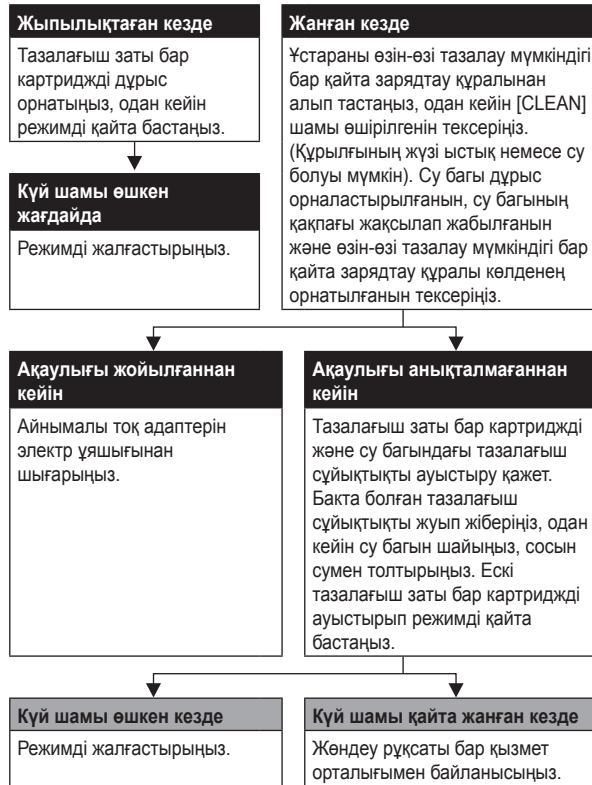 Жыпылықтаған кезде
Тазалағыш заты бар
картриджді дұрыс
орнатыңыз, одан кейін
режимді қайта бастаңыз.
Күй шамы өшкен
жағдайда
Режимді жалғастырыңыз.
Жанған кезде
Ұстараны өзін-өзі тазалау мүмкіндігі
бар қайта зарядтау құралынан
алып тастаңыз, одан кейін [CLEAN]
шамы өшірілгенін тексеріңіз.
(Құрылғының жүзі ыстық немесе су
болуы мүмкін). Су бағы дұрыс
орналастырылғанын, су бағының
қақпағы жақсылап жабылғанын
және өзін-өзі тазалау мүмкіндігі бар
қайта зарядтау құралы көлденең
орнатылғанын тексеріңіз.
Ақаулығы жойылғаннан
кейін
Айнымалы тоқ адаптерін
электр ұяшығынан
шығарыңыз.
Ақаулығы анықталмағаннан
кейін
Тазалағыш заты бар картриджді
және су багындағы тазалағыш
сұйықтықты ауыстыру қажет.
Бакта болған тазалағыш
сұйықтықты жуып жіберіңіз, одан
кейін су багын шайыңыз, сосын
сумен толтырыңыз. Ескі
тазалағыш заты бар картриджді
ауыстырып режимді қайта
бастаңыз.
Күй шамы өшкен кезде
Режимді жалғастырыңыз.
Күй шамы қайта жанған кезде
Жөндеу рұқсаты бар қызмет
орталығымен байланысыңыз.